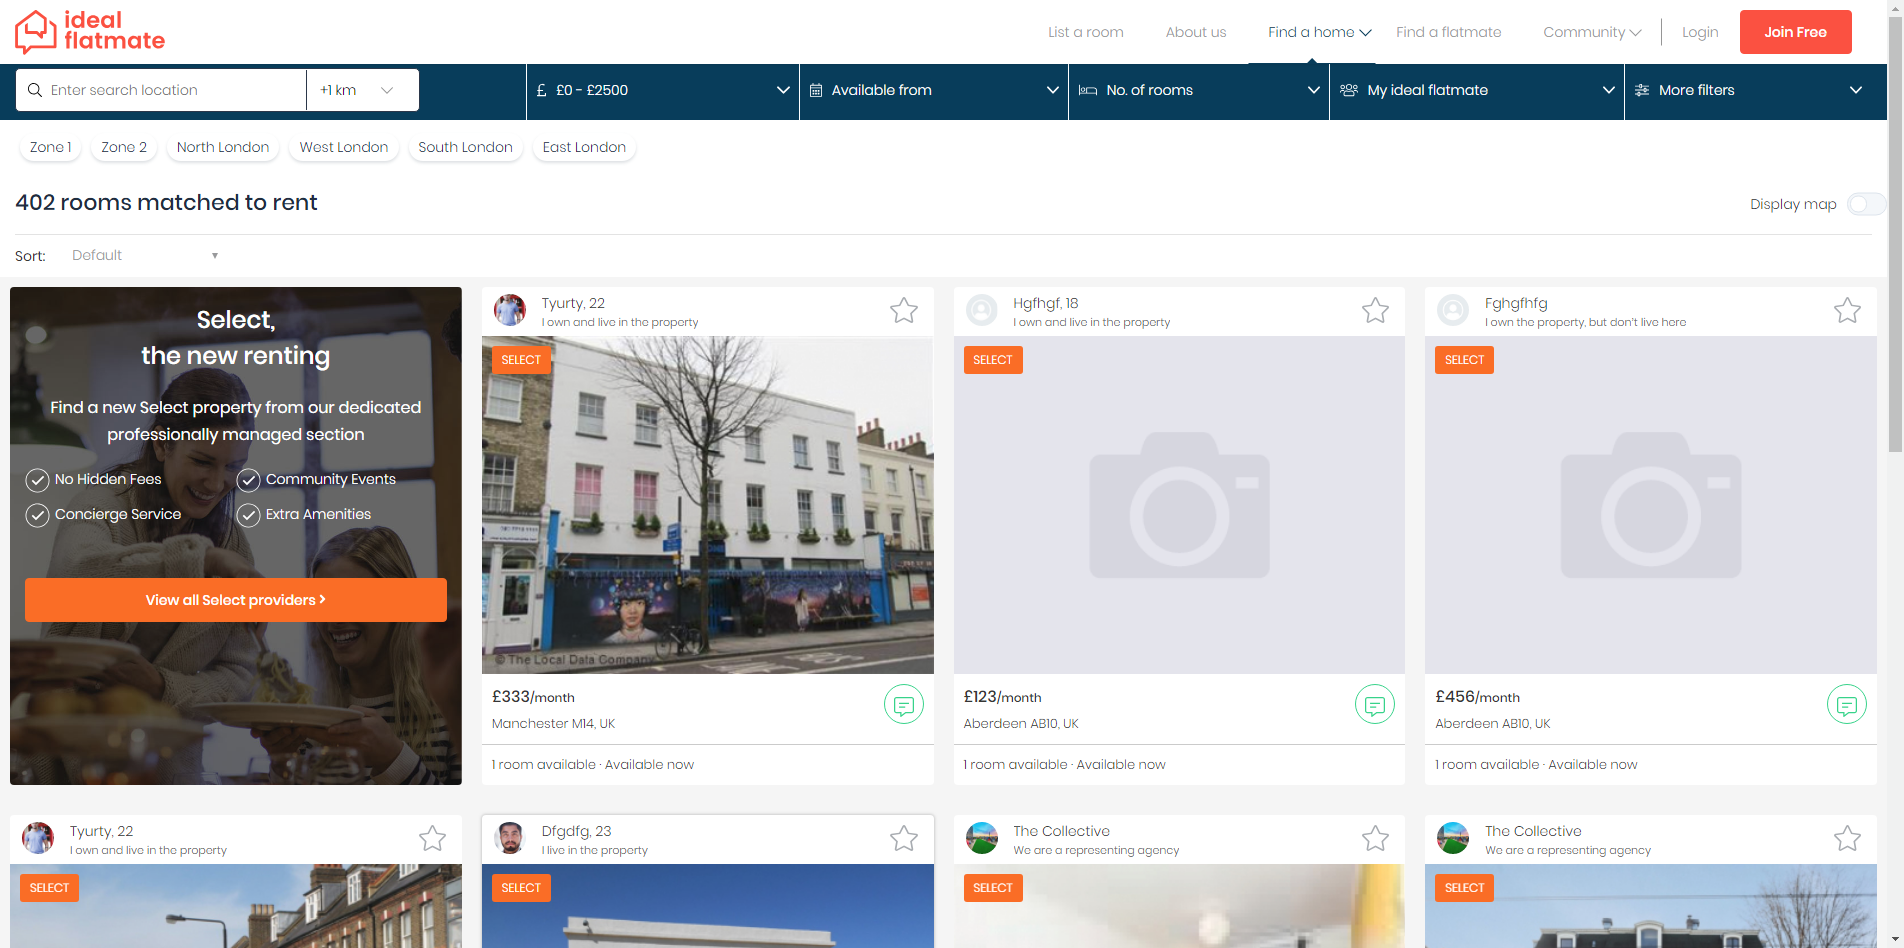 ideal
flatmate
List a room
About us
Find a home
Find a flatmate
Community
Login
Join Free
Enter search location
+1 km
£ £0 - £2500
Available from
No. of rooms
My ideal flatmate
More filters
Zone 1
Zone 2
North London
West London
South London
East London
402 rooms matched to rent
Display map
Sort: Default
Select,
the new renting
Find a new Select property from our dedicated
professionally managed section
No Hidden Fees
Community Events
Concierge Service
Extra Amenities
View all Select providers
Tyurty, 22
I own and live in the property
SELECT
© The Local Data Company
£333/month
Manchester M14, UK
1 room available · Available now
Hgfhgf, 18
I own and live in the property
SELECT
£123/month
Aberdeen AB10, UK
1 room available · Available now
Fghgfhfg
I own the property, but don't live here
SELECT
£456/month
Aberdeen AB10, UK
1 room available · Available now
Tyurty, 22
I own and live in the property
SELECT
Dfgdfg, 23
I live in the property
SELECT
The Collective
We are a representing agency
SELECT
The Collective
We are a representing agency
SELECT